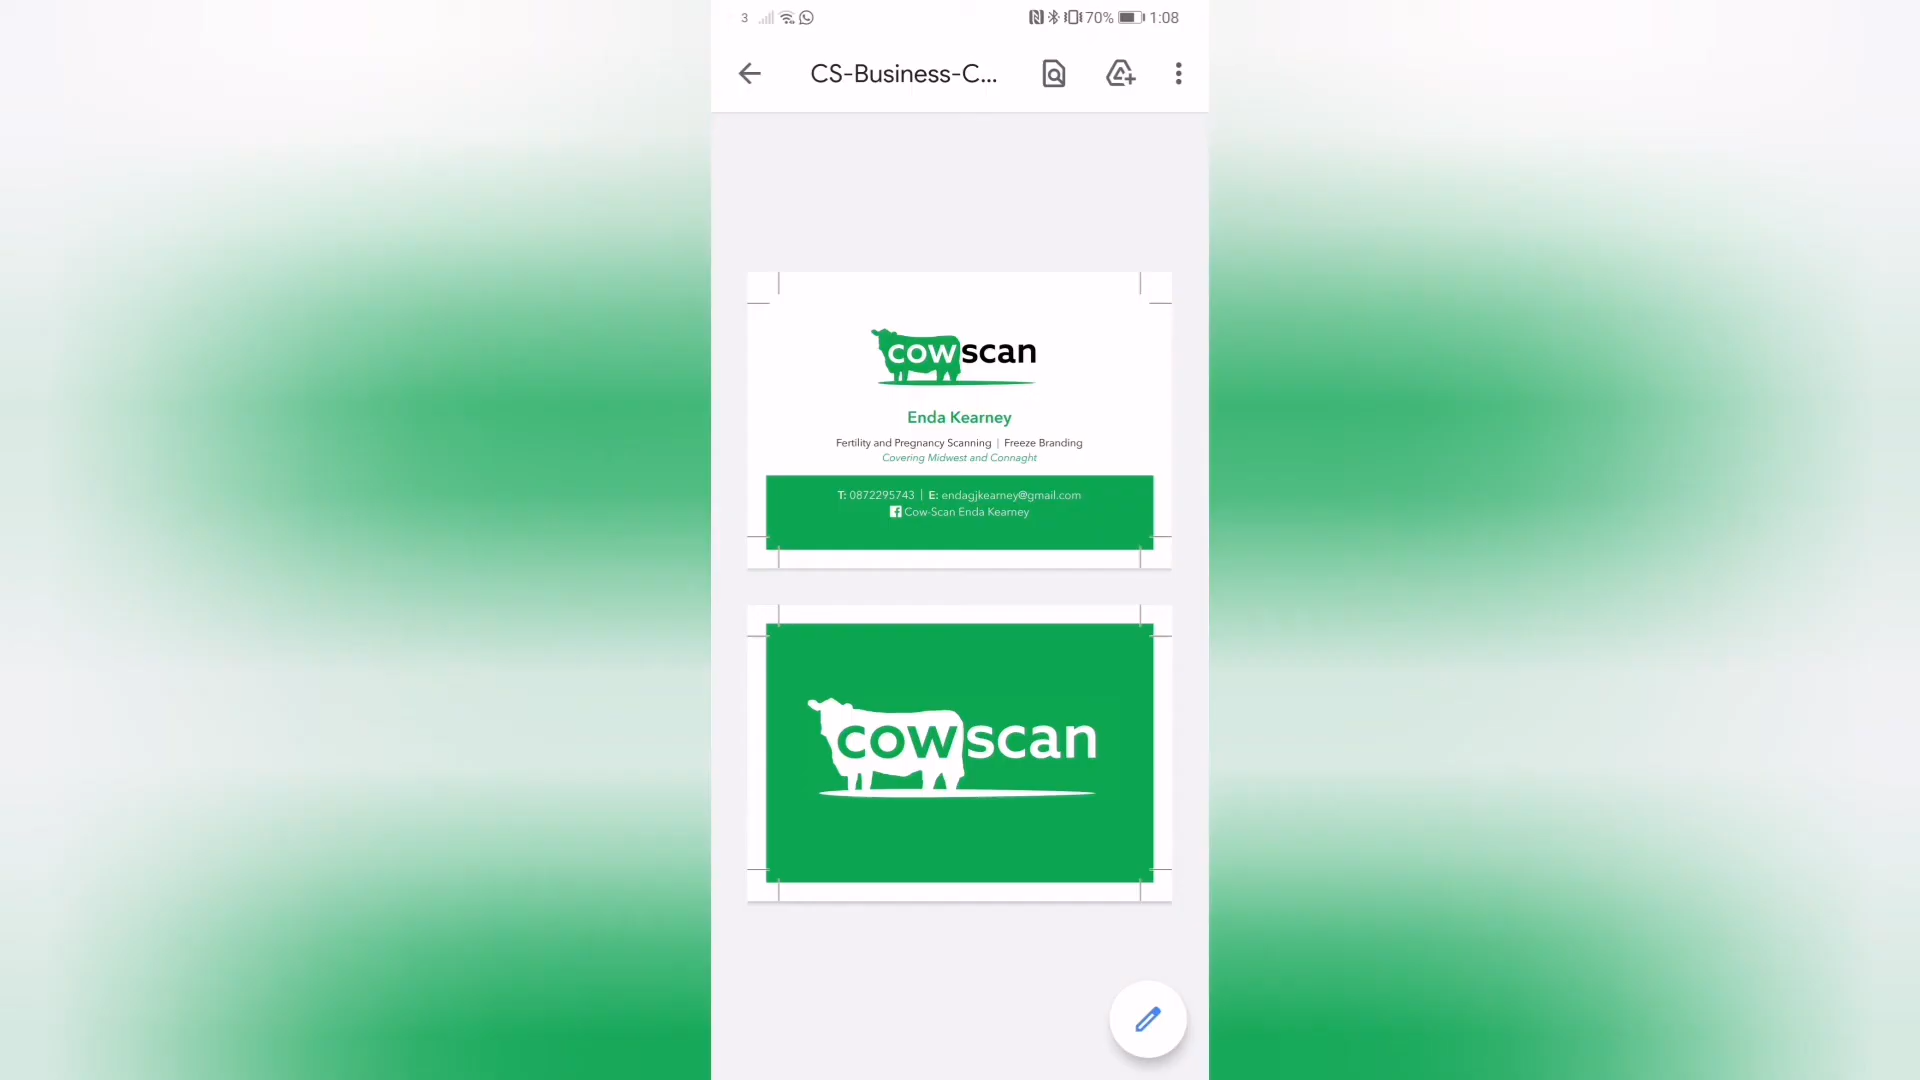 3 70% 1:08
CS-Business-C...
cowscan
Enda Kearney
Fertility and Pregnancy Scanning | Freeze Branding
Covering Midwest and Connaght
T: 0872295743 | E: endagjkearney@gmail.com
Cow-Scan Enda Kearney
cowscan